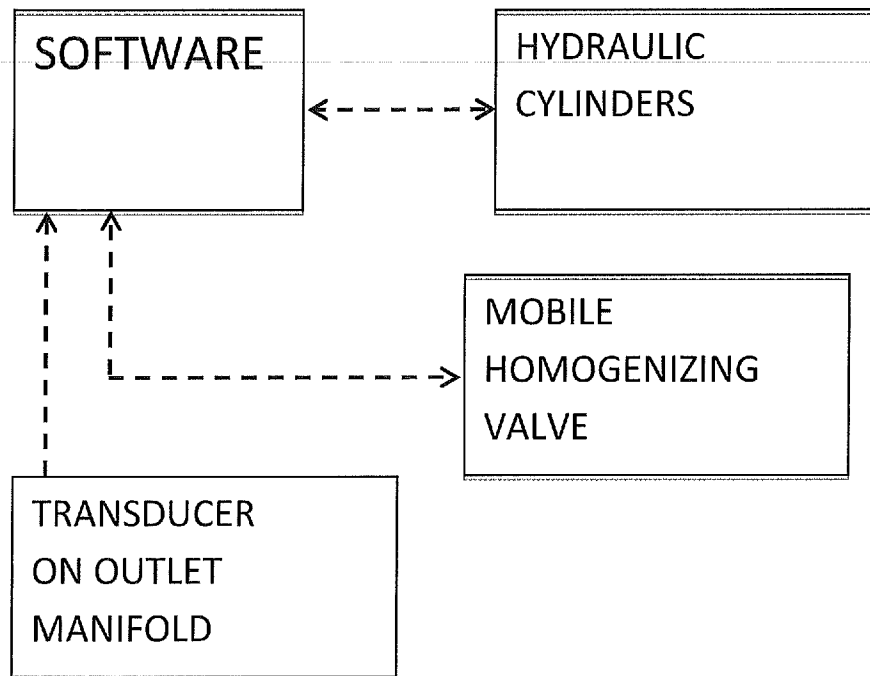 SOFTWARE
HYDRAULIC
CYLINDERS
MOBILE
HOMOGENIZING
VALVE
TRANSDUCER
ON OUTLET
MANIFOLD